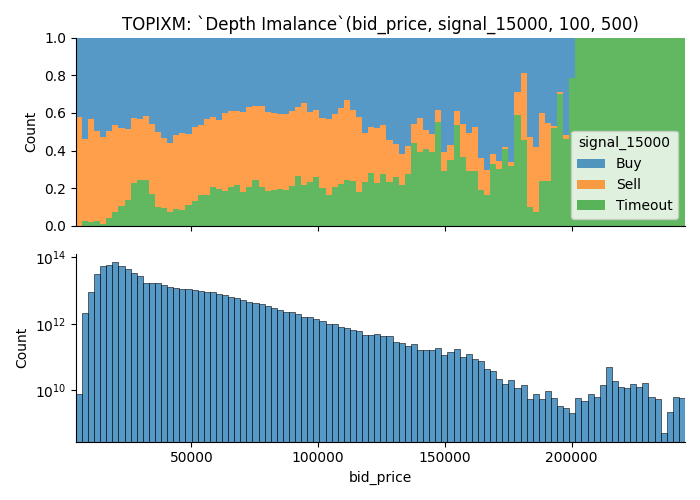 TOPIXM: `Depth Imalance`(bid_price, signal_15000, 100, 500)
1.0
0.8
0.6
0.4
0.2
0.0
Count
signal_15000
Buy
Sell
Timeout
10^14
10^12
10^10
Count
50000 100000 150000 200000
bid_price